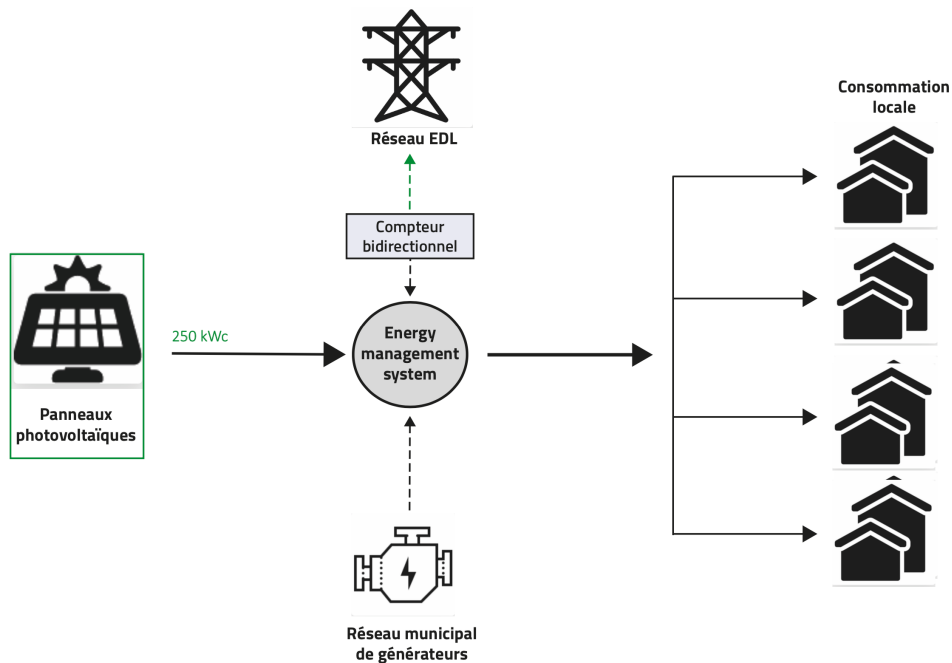 Réseau EDL
Consommation
locale
Compteur
bidirectionnel
250 kWc
Energy
management
system
Panneaux
photovoltaïques
Réseau municipal
de générateurs